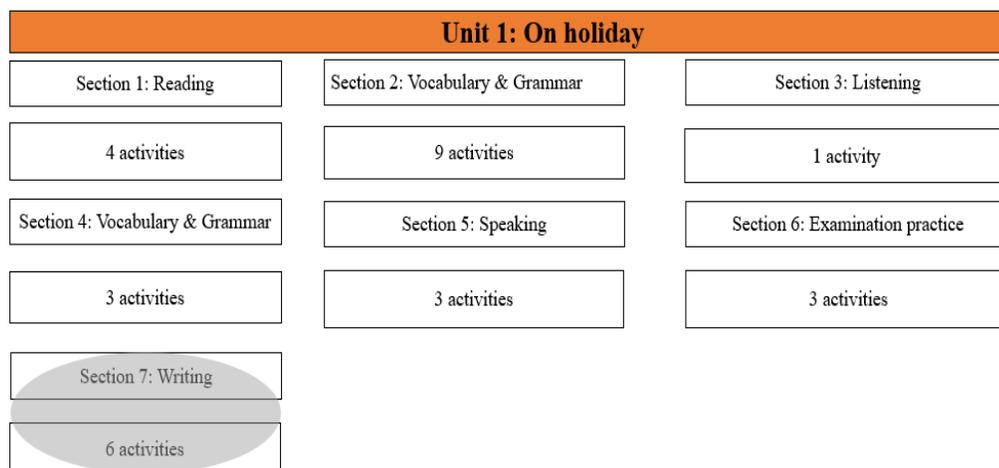 Unit 1: On holiday
Section 1: Reading
Section 2: Vocabulary & Grammar
Section 3: Listening
4 activities
9 activities
1 activity
Section 4: Vocabulary & Grammar
Section 5: Speaking
Section 6: Examination practice
3 activities
3 activities
3 activities
Section 7: Writing
6 activities